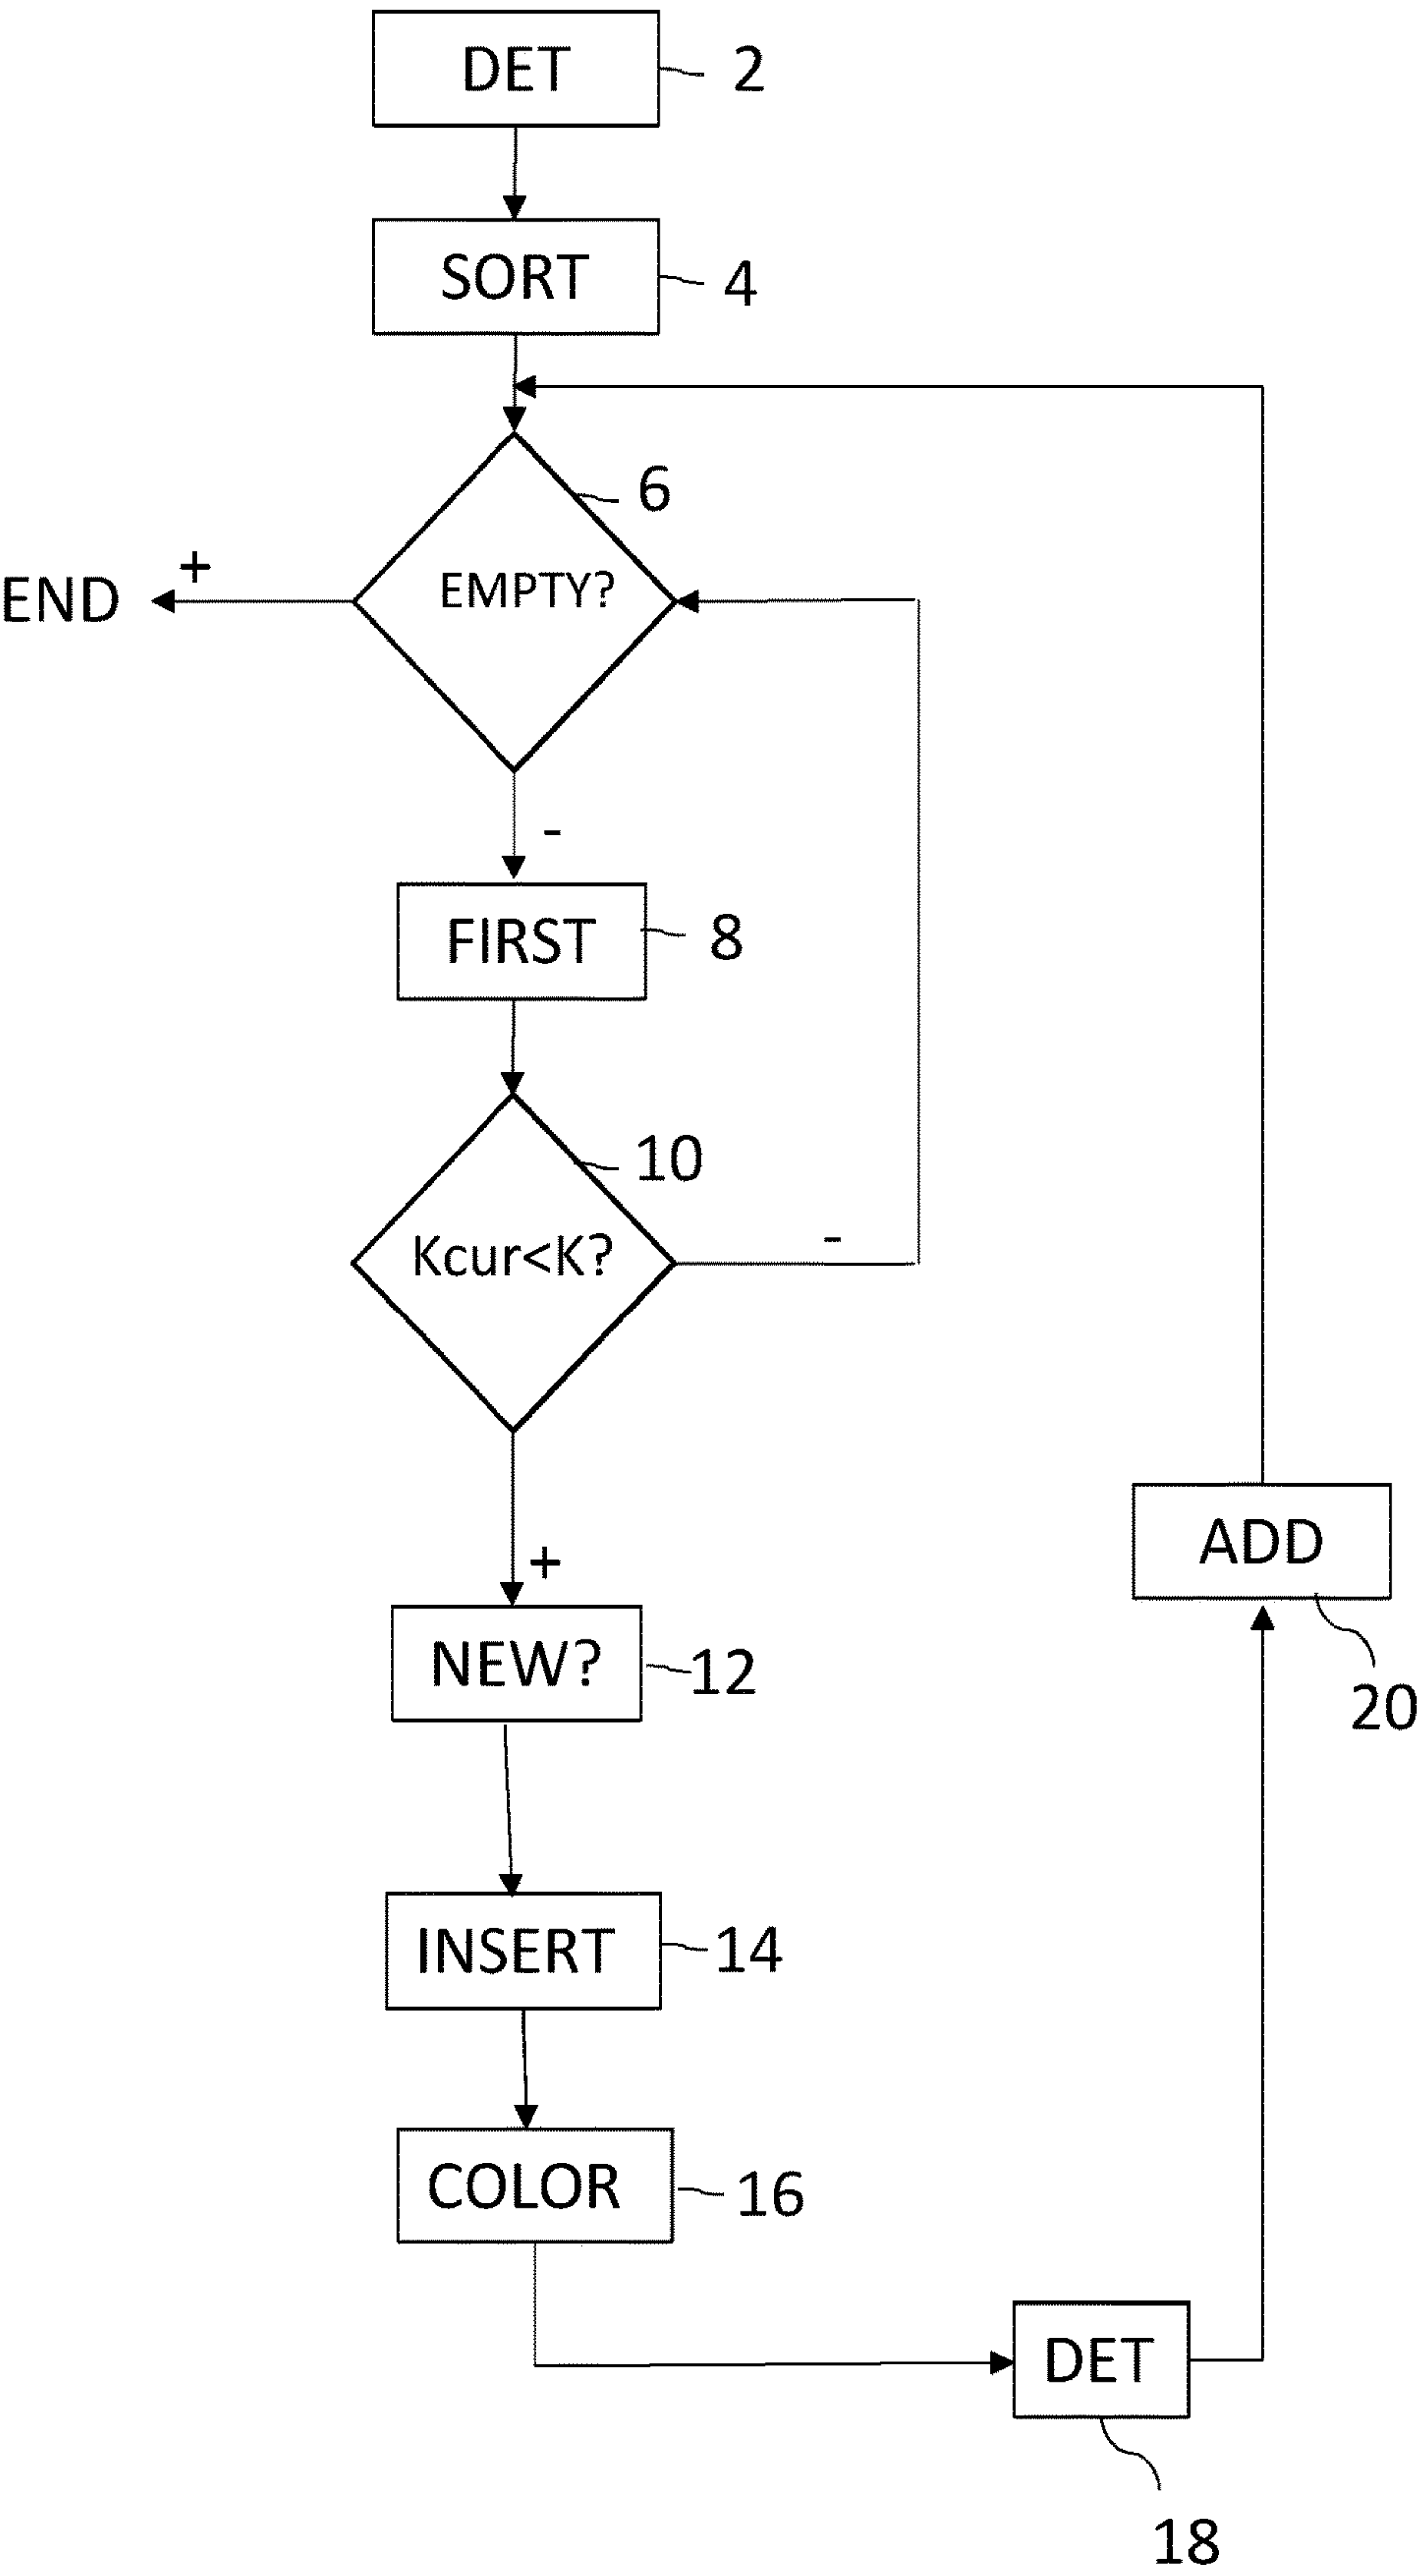 DET 2
SORT 4
6
EMPTY?
+
END
-
FIRST 8
10
Kcur<K?
-
+
ADD
20
NEW? 12
INSERT 14
COLOR 16
DET
18